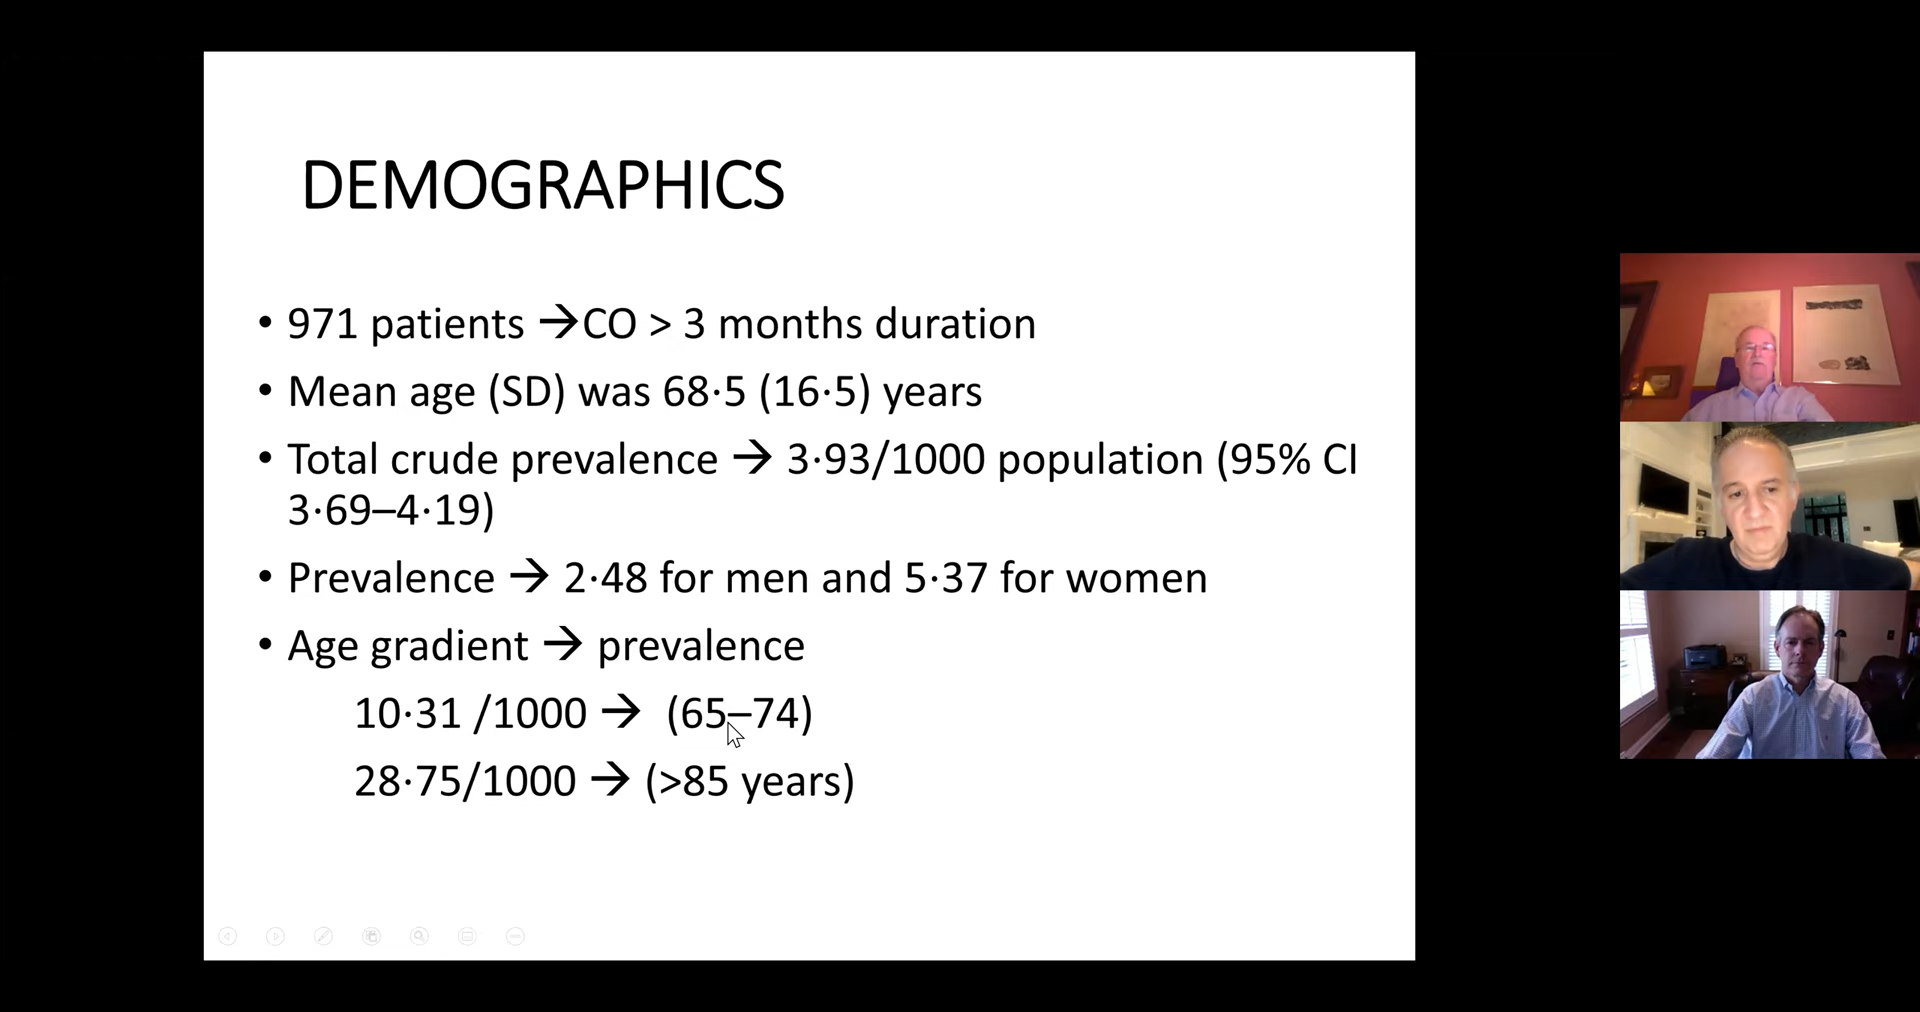 DEMOGRAPHICS
• 971 patients →CO > 3 months duration
• Mean age (SD) was 68·5 (16·5) years
• Total crude prevalence → 3·93/1000 population (95% CI
3·69–4·19)
• Prevalence → 2·48 for men and 5·37 for women
• Age gradient → prevalence
10·31 /1000 → (65–74)
28·75/1000 → (>85 years)